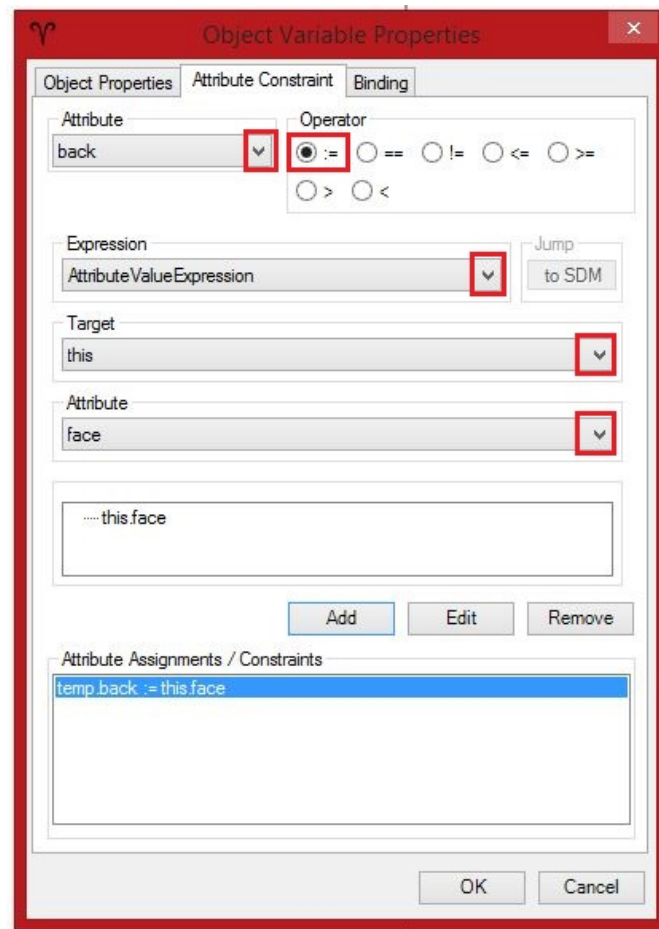 Object Variable Properties
Object Properties Attribute Constraint Binding
Attribute Operator
back := == != <= >=
> <
Expression Jump
AttributeValueExpression to SDM
Target
this
Attribute
face
this.face
Add Edit Remove
Attribute Assignments / Constraints
temp.back := this.face
OK Cancel